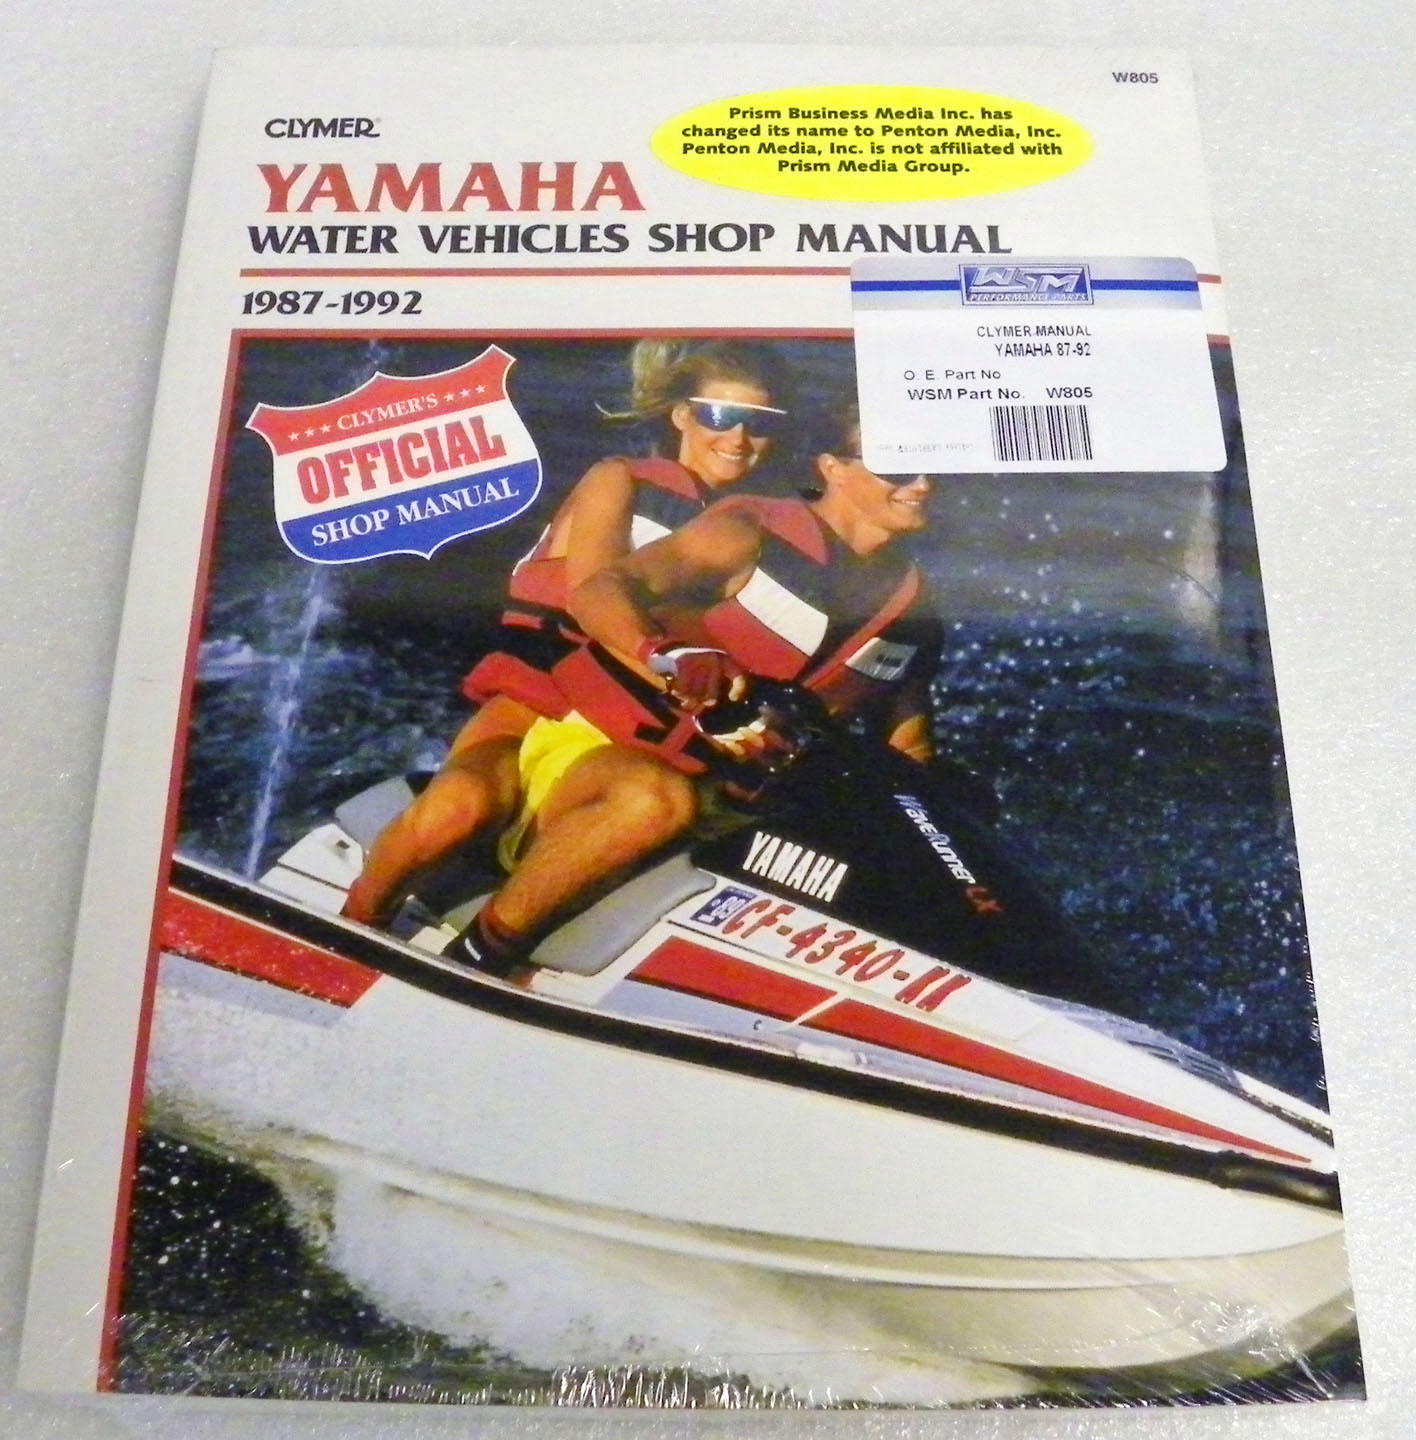 W805
CLYMER®
Prism Business Media Inc. has
changed its name to Penton Media, Inc.
Penton Media, Inc. is not affiliated with
Prism Media Group.
YAMAHA
WATER VEHICLES SHOP MANUAL
1987-1992
WSM
PERFORMANCE PARTS
CLYMER MANUAL
YAMAHA 87-92
O. E. Part No
WSM Part No. W805
★★★ CLYMER'S ★★★
OFFICIAL
SHOP MANUAL
WaveRunner LX
YAMAHA
89
CF-4340-KK